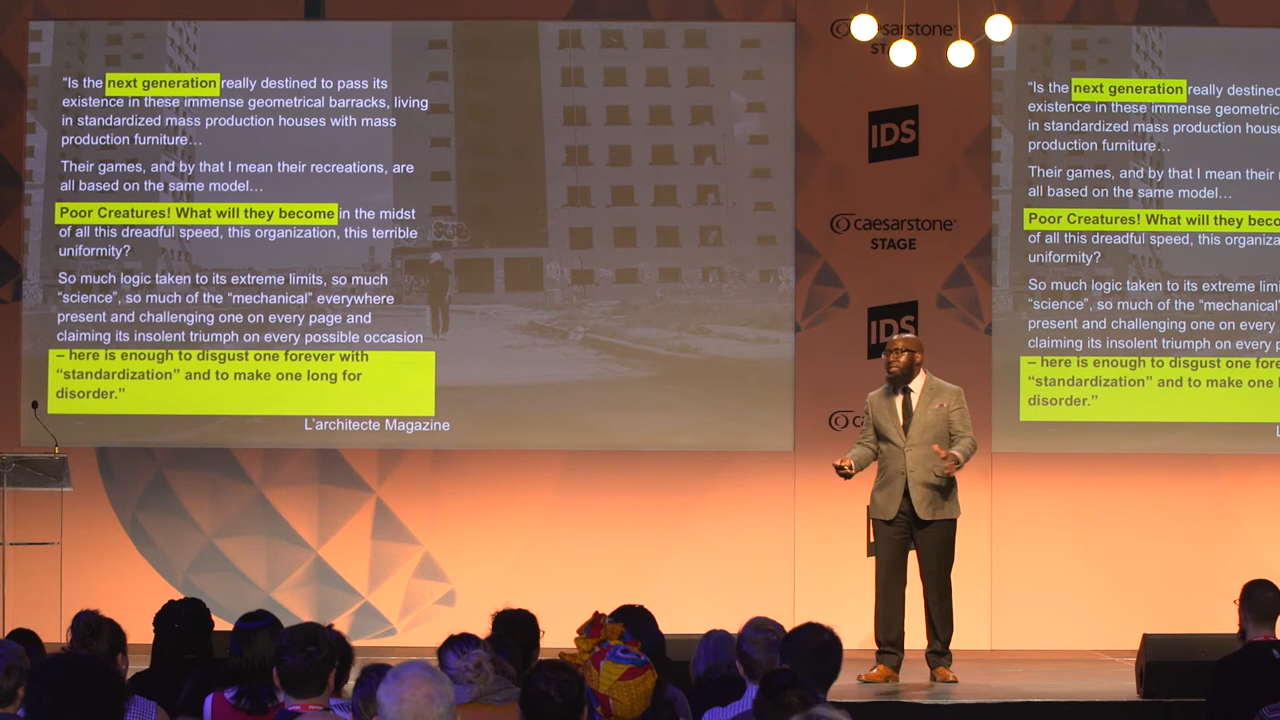 “Is the next generation really destined to pass its
existence in these immense geometrical barracks, living
in standardized mass production houses with mass
production furniture…
Their games, and by that I mean their recreations, are
all based on the same model…
Poor Creatures! What will they become in the midst
of all this dreadful speed, this organization, this terrible
uniformity?
So much logic taken to its extreme limits, so much
“science”, so much of the “mechanical” everywhere
present and challenging one on every page and
claiming its insolent triumph on every possible occasion
– here is enough to disgust one forever with
“standardization” and to make one long for
disorder.”
L'architecte Magazine
IDS
caesarstone
STAGE
IDS
“Is the next generation really destined
existence in these immense geometric
in standardized mass production house
production furniture…
Their games, and by that I mean their
all based on the same model…
Poor Creatures! What will they beco
of all this dreadful speed, this organiza
uniformity?
So much logic taken to its extreme limi
“science”, so much of the “mechanical
present and challenging one on every
claiming its insolent triumph on every p
– here is enough to disgust one fore
“standardization” and to make one
disorder.”